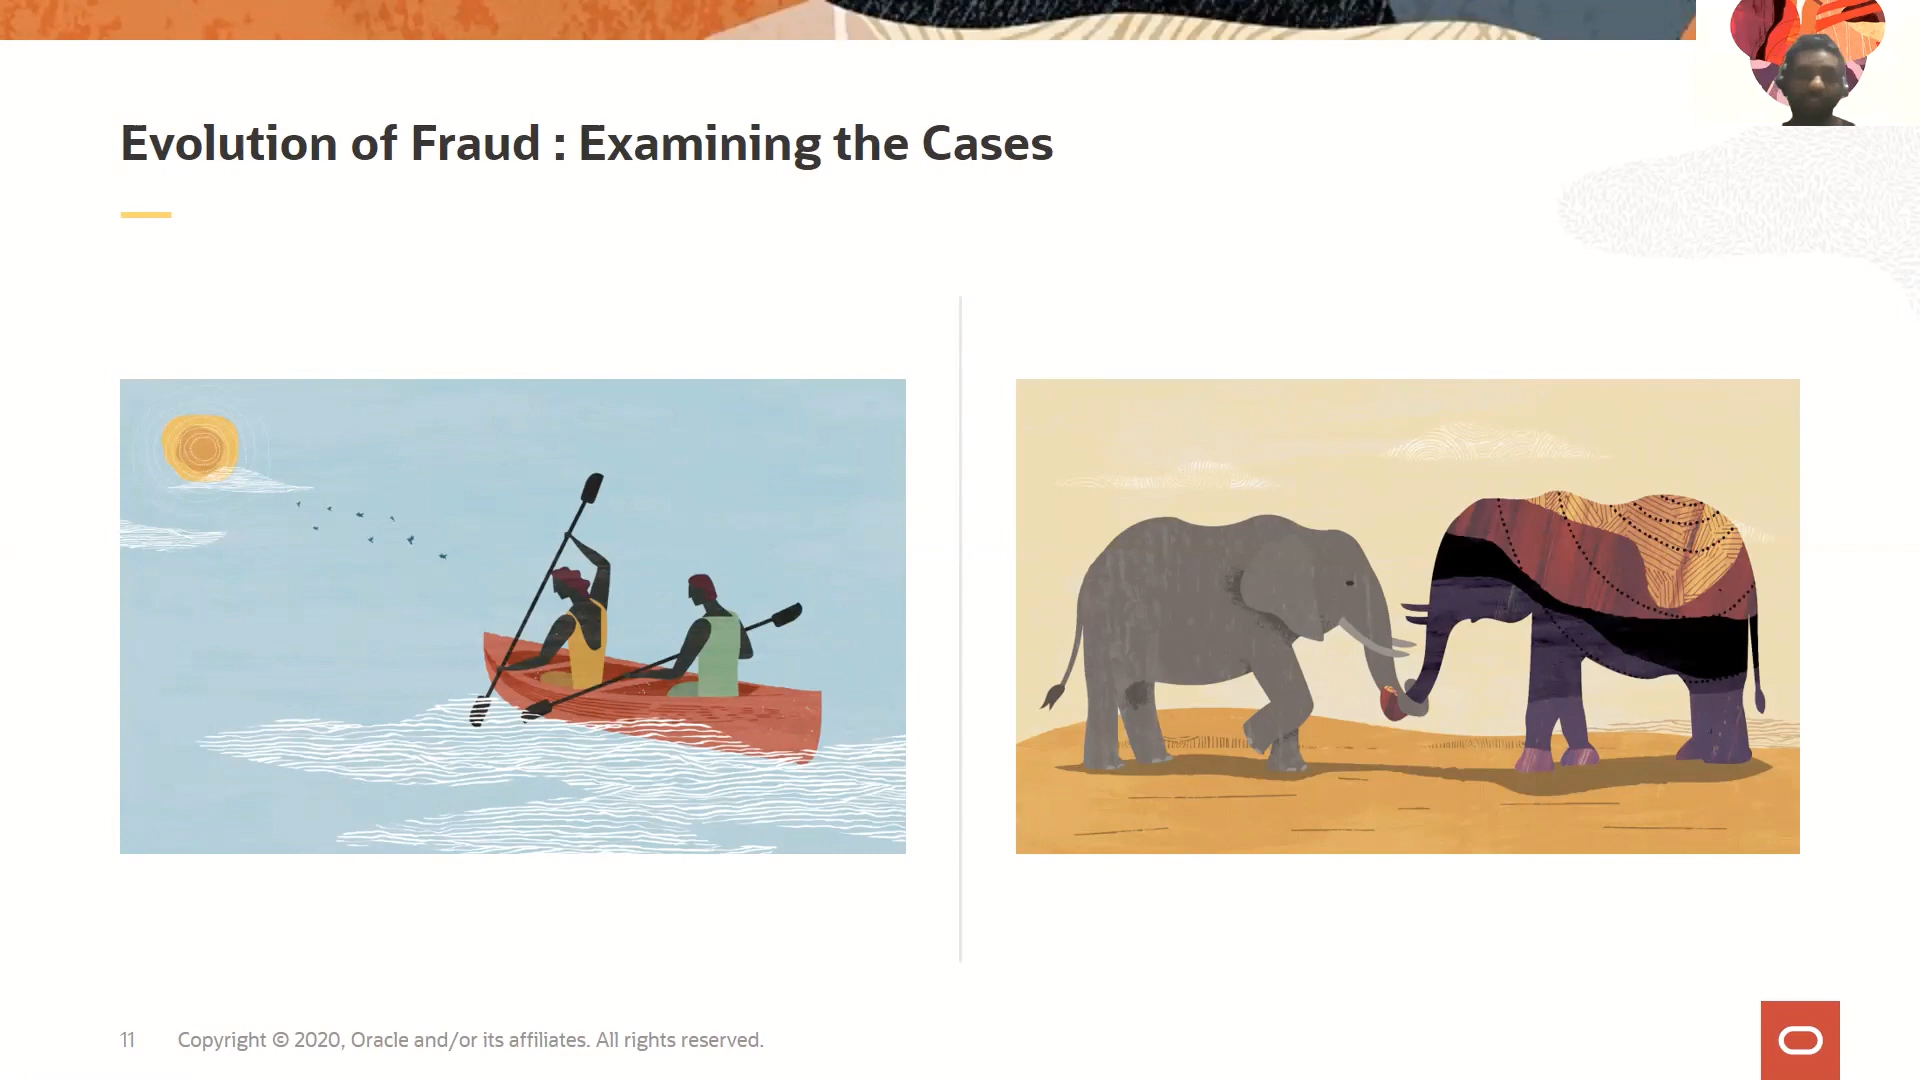 Evolution of Fraud : Examining the Cases
11 Copyright © 2020, Oracle and/or its affiliates. All rights reserved.